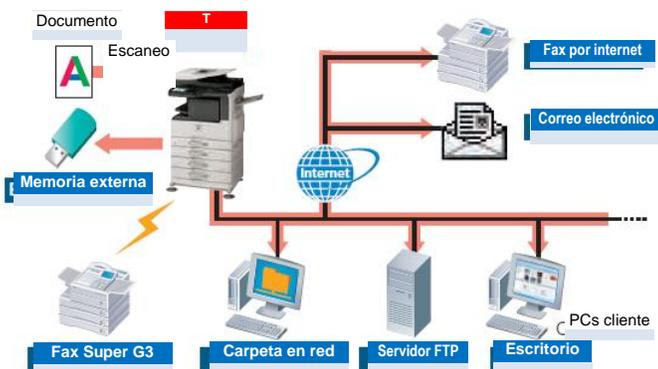 Documento
T
Escaneo
Fax por internet
Correo electrónico
Internet
Memoria externa
PCs cliente
Fax Super G3
Carpeta en red
Servidor FTP
Escritorio